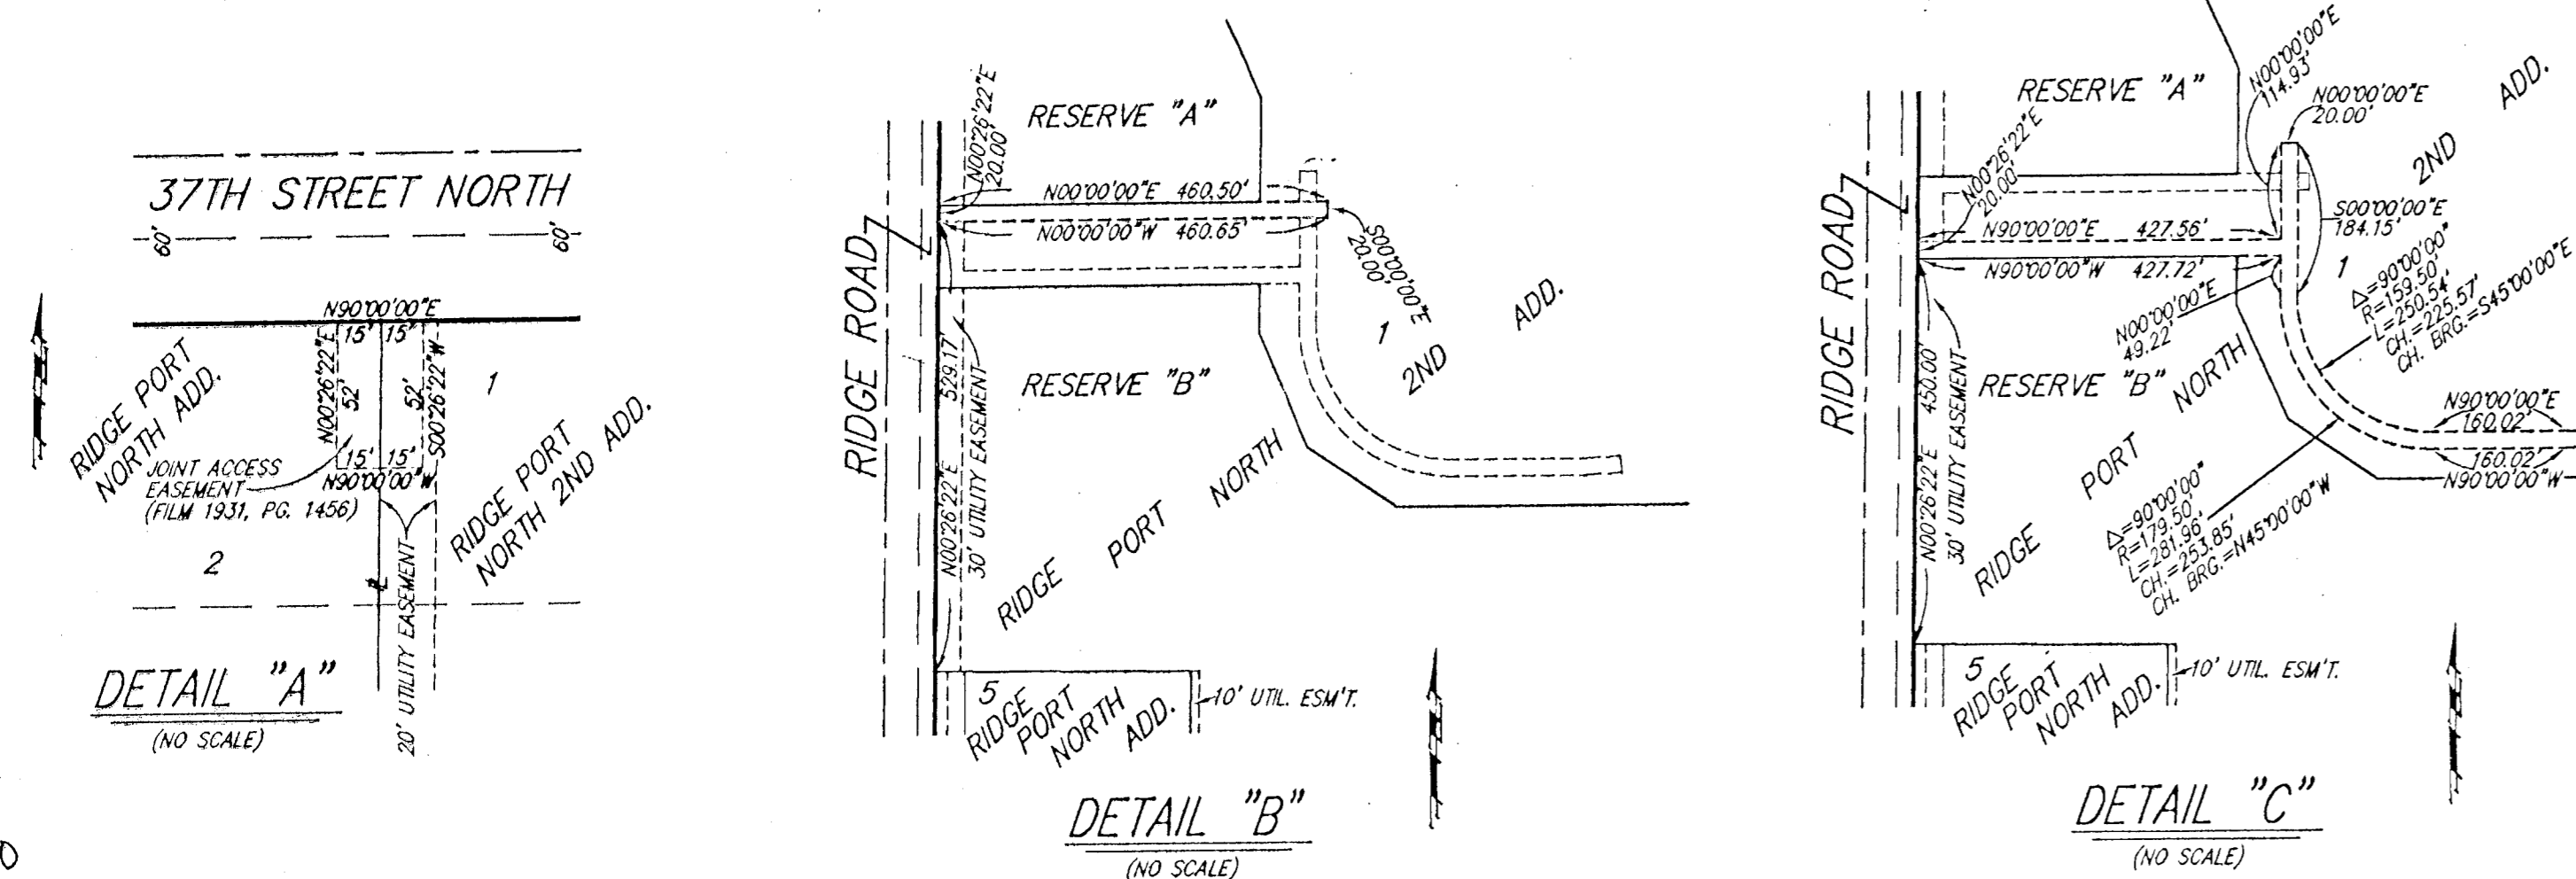 37TH STREET NORTH
60'
60'
N90°00'00"E
15'
15'
N00°26'22"E
52'
52'
S00°26'22"W
1
RIDGE PORT
NORTH ADD.
JOINT ACCESS
EASEMENT
(FILM 1931, PG. 1456)
15'
15'
N90°00'00"W
2
RIDGE PORT
NORTH 2ND ADD.
20' UTILITY EASEMENT
DETAIL "A"
(NO SCALE)
RIDGE ROAD
N00°26'22"E
20.00'
RESERVE "A"
N00°00'00"E 460.50'
N00°00'00"W 460.65'
S00°00'00"E
20.00'
1
2ND
ADD.
N00°26'22"E 529.17'
30' UTILITY EASEMENT
RESERVE "B"
RIDGE PORT NORTH
5
RIDGE
PORT
NORTH
ADD.
10' UTIL. ESM'T.
DETAIL "B"
(NO SCALE)
RIDGE ROAD
RESERVE "A"
N00°26'22"E
20.00'
N00°00'00"E
114.93'
N00°00'00"E
20.00'
ADD.
2ND
N90°00'00"E 427.56'
N90°00'00"W 427.72'
S00°00'00"E
184.15'
1
N00°00'00"E
49.22'
△=90°00'00"
R=159.50'
L=250.54'
CH.=225.57'
CH. BRG.=S45°00'00"E
N00°26'22"E 450.00'
30' UTILITY EASEMENT
RESERVE "B"
RIDGE PORT NORTH
N90°00'00"E
160.02'
160.02'
N90°00'00"W
△=90°00'00"
R=179.50'
L=281.96'
CH.=253.85'
CH. BRG.=N45°00'00"W
5
RIDGE
PORT
NORTH
ADD.
10' UTIL. ESM'T.
DETAIL "C"
(NO SCALE)